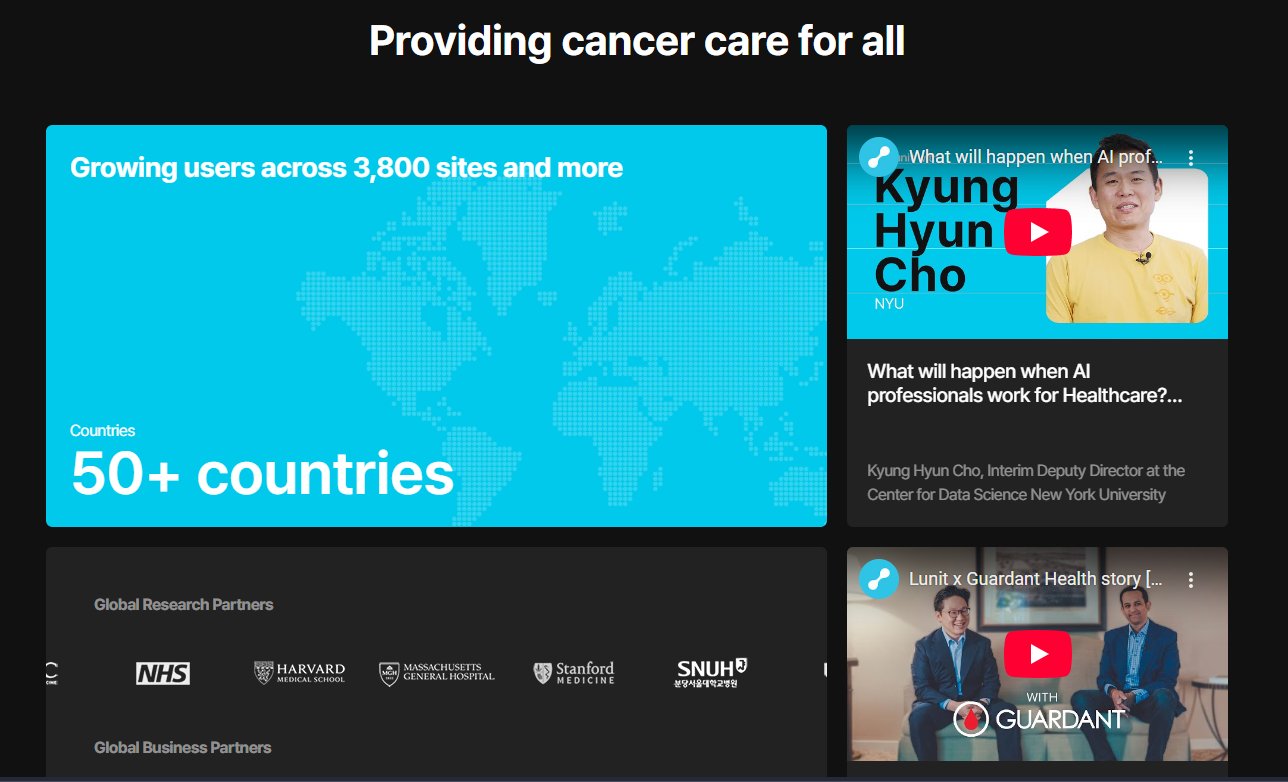 Providing cancer care for all
Growing users across 3,800 sites and more
Countries
50+ countries
What will happen when AI prof...
Kyung
Hyun
Cho
NYU
What will happen when AI
professionals work for Healthcare?...
Kyung Hyun Cho, Interim Deputy Director at the
Center for Data Science New York University
Global Research Partners
NHS
HARVARD
MEDICAL SCHOOL
MGH
MASSACHUSETTS
GENERAL HOSPITAL
Stanford
MEDICINE
SNUH
분당서울대학교병원
Global Business Partners
Lunit x Guardant Health story [...
WITH
GUARDANT